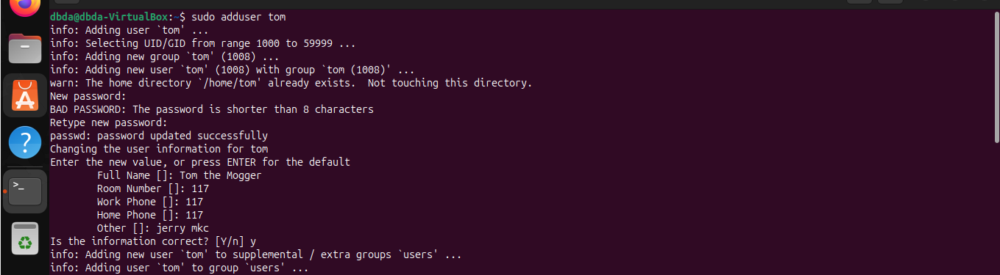 dbda@dbda-VirtualBox:~$ sudo adduser tom
info: Adding user `tom' ...
info: Selecting UID/GID from range 1000 to 59999 ...
info: Adding new group `tom' (1008) ...
info: Adding new user `tom' (1008) with group `tom (1008)' ...
warn: The home directory `/home/tom' already exists.  Not touching this directory.
New password:
BAD PASSWORD: The password is shorter than 8 characters
Retype new password:
passwd: password updated successfully
Changing the user information for tom
Enter the new value, or press ENTER for the default
        Full Name []: Tom the Mogger
        Room Number []: 117
        Work Phone []: 117
        Home Phone []: 117
        Other []: jerry mkc
Is the information correct? [Y/n] y
info: Adding new user `tom' to supplemental / extra groups `users' ...
info: Adding user `tom' to group `users' ...